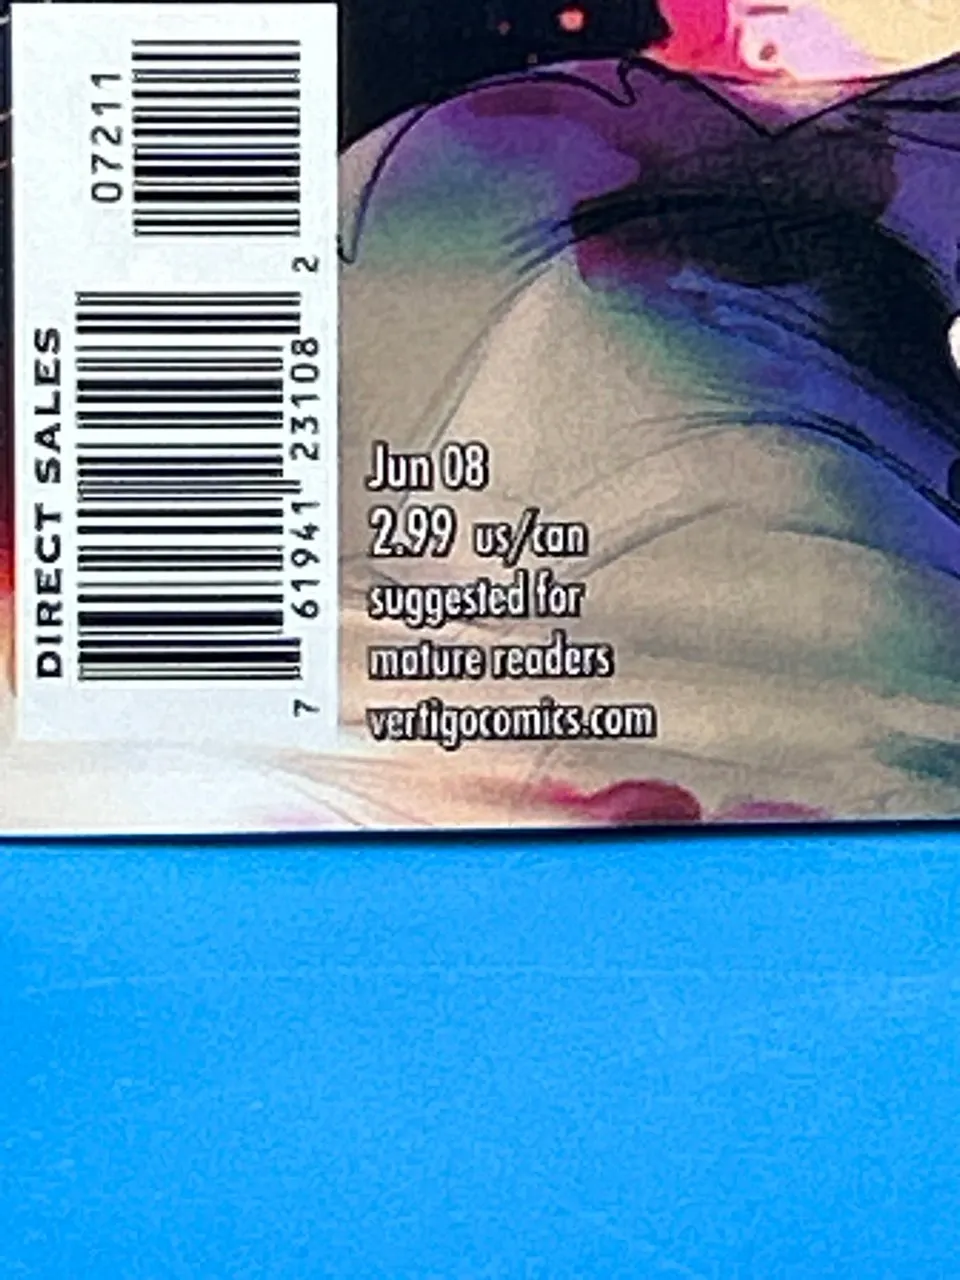 07211
DIRECT SALES
7 61941 23108 2
Jun 08
2.99 us/can
suggested for
mature readers
vertigocomics.com